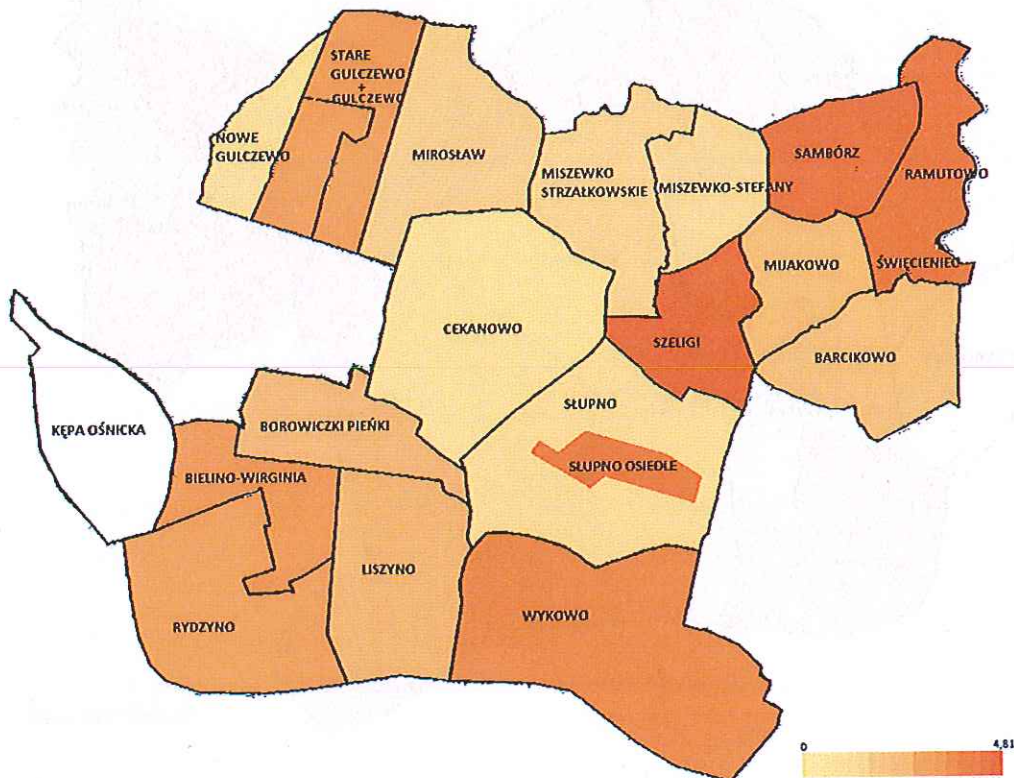 STARE
GULCZEWO
+
GULCZEWO
NOWE
GULCZEWO
MIROSŁAW
MISZEWKO
STRZAŁKOWSKIE
MISZEWKO-STEFANY
SAMBÓRZ
RAMUTOWO
MIJAKOWO
ŚWIĘCIENIEC
CEKANOWO
SZELIGI
BARCIKOWO
SŁUPNO
KĘPA OŚNICKA
BOROWICZKI PIEŃKI
SŁUPNO OSIEDLE
BIELINO-WIRGINIA
LISZYNO
WYKOWO
RYDZYNO
0
4,81